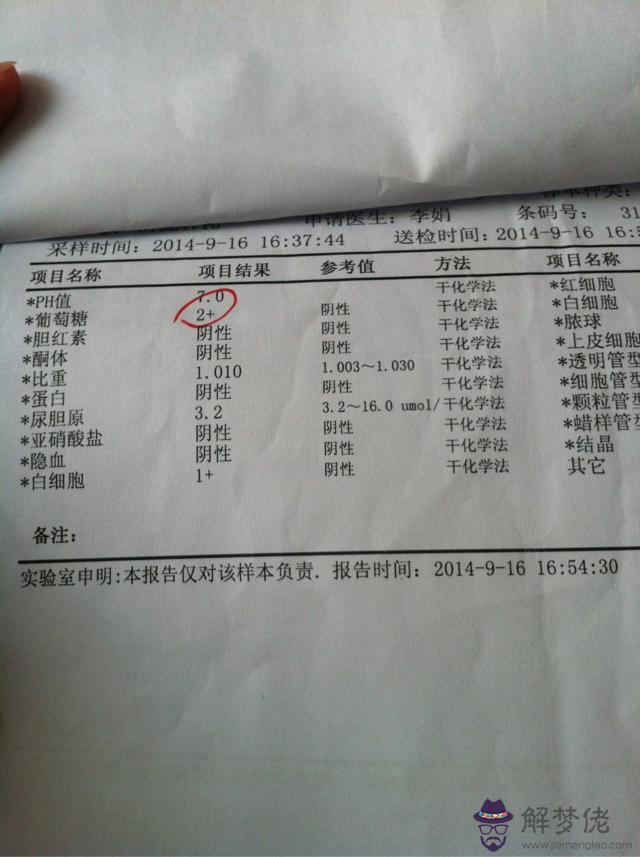 申请医生：李娟 条码号： 31
采样时间：2014-9-16 16:37:44 送检时间：2014-9-16 16:5
项目名称 项目结果 参考值 方法 项目名称
*PH值 7.0 干化学法 *红细胞
*葡萄糖 2+ 阴性 干化学法 *白细胞
*胆红素 阴性 阴性 干化学法 *脓球
*酮体 阴性 阴性 干化学法 *上皮细胞
*比重 1.010 1.003～1.030 干化学法 *透明管型
*蛋白 阴性 阴性 干化学法 *细胞管型
*尿胆原 3.2 3.2～16.0 umol/ 干化学法 *颗粒管型
*亚硝酸盐 阴性 阴性 干化学法 *蜡样管型
*隐血 阴性 阴性 干化学法 *结晶
*白细胞 1+ 阴性 干化学法 其它
备注：
实验室申明:本报告仅对该样本负责. 报告时间：2014-9-16 16:54:30
解梦佬
www.jiemenglao.com